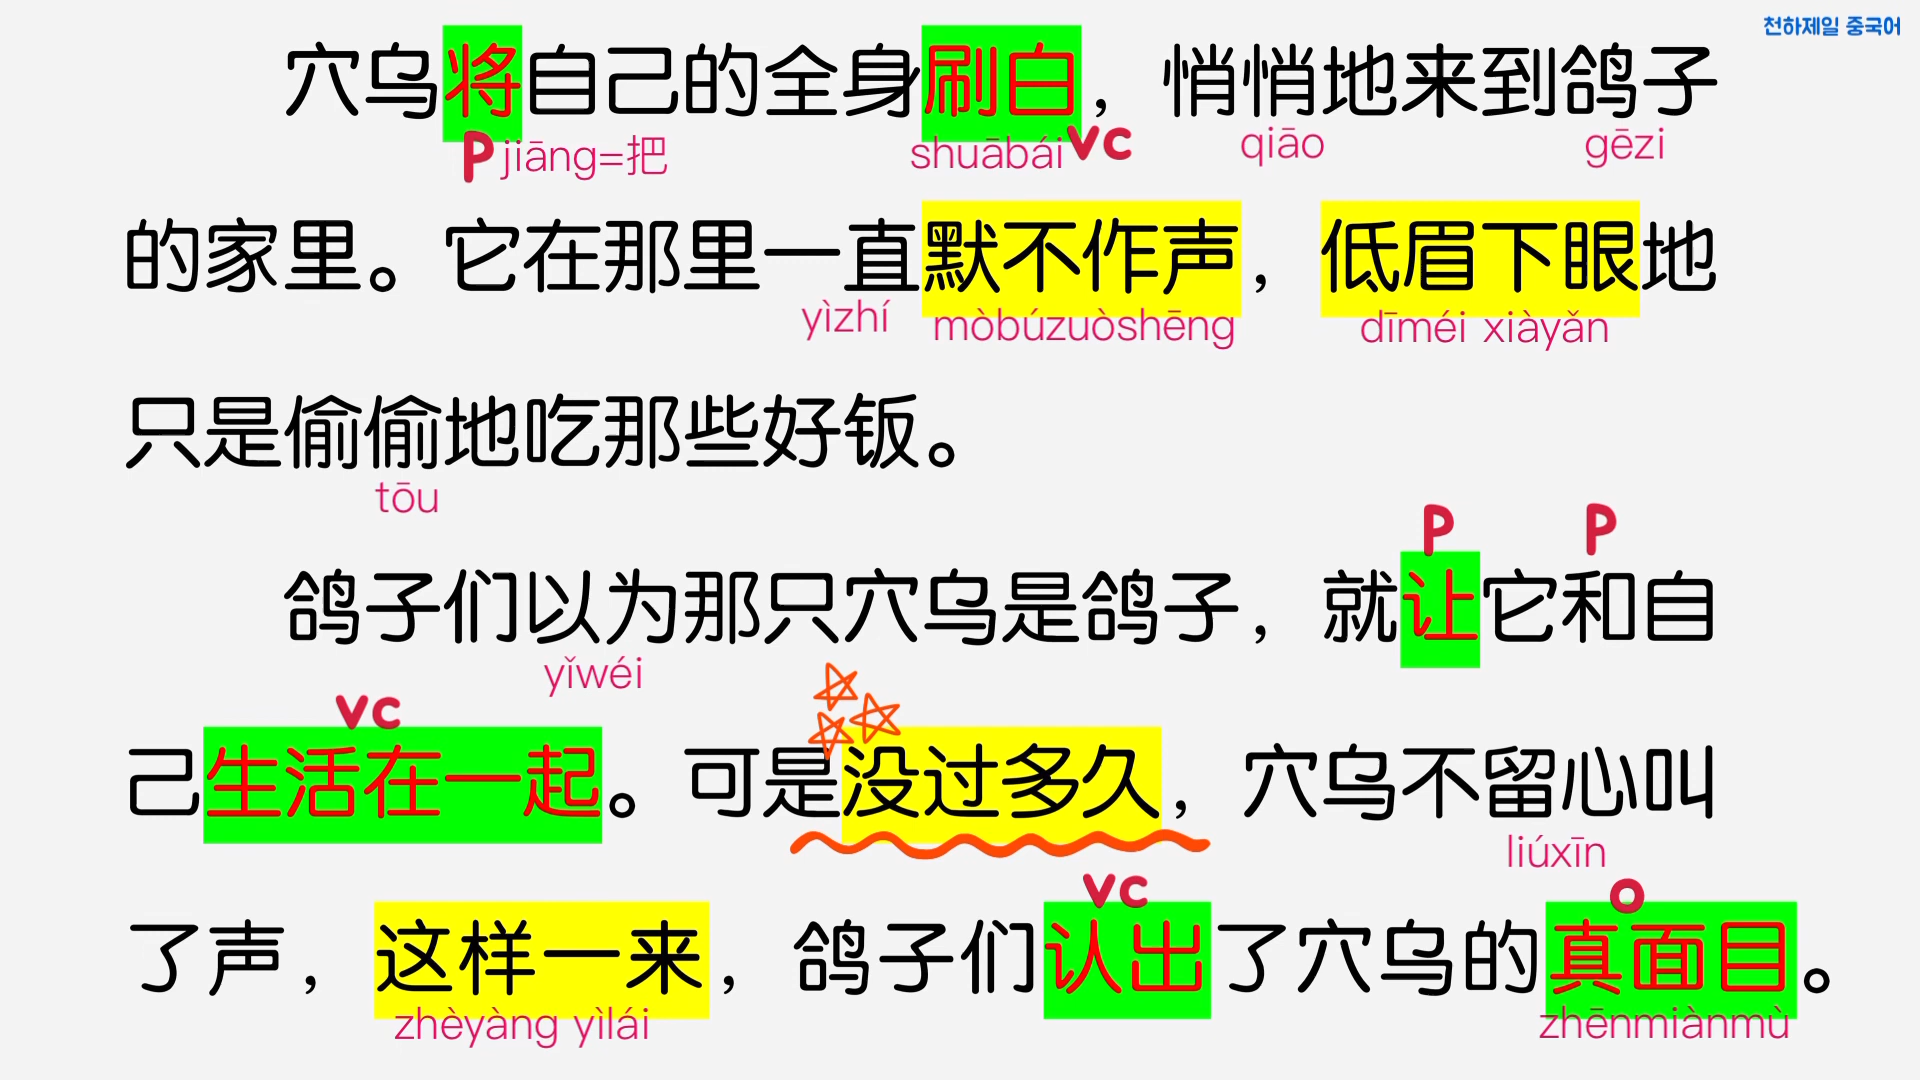 천하제일 중국어
穴乌将自己的全身刷白，悄悄地来到鸽子
P jiāng=把 shuābái vc qiāo gēzi
的家里。它在那里一直默不作声，低眉下眼地
yìzhí mòbúzuòshēng dīméi xiàyǎn
只是偷偷地吃那些好钣。
tōu
P P
鸽子们以为那只穴乌是鸽子，就让它和自
yǐwéi
vc
己生活在一起。可是没过多久，穴乌不留心叫
liúxīn
vc o
了声，这样一来，鸽子们认出了穴乌的真面目。
zhèyàng yìlái zhēnmiànmù